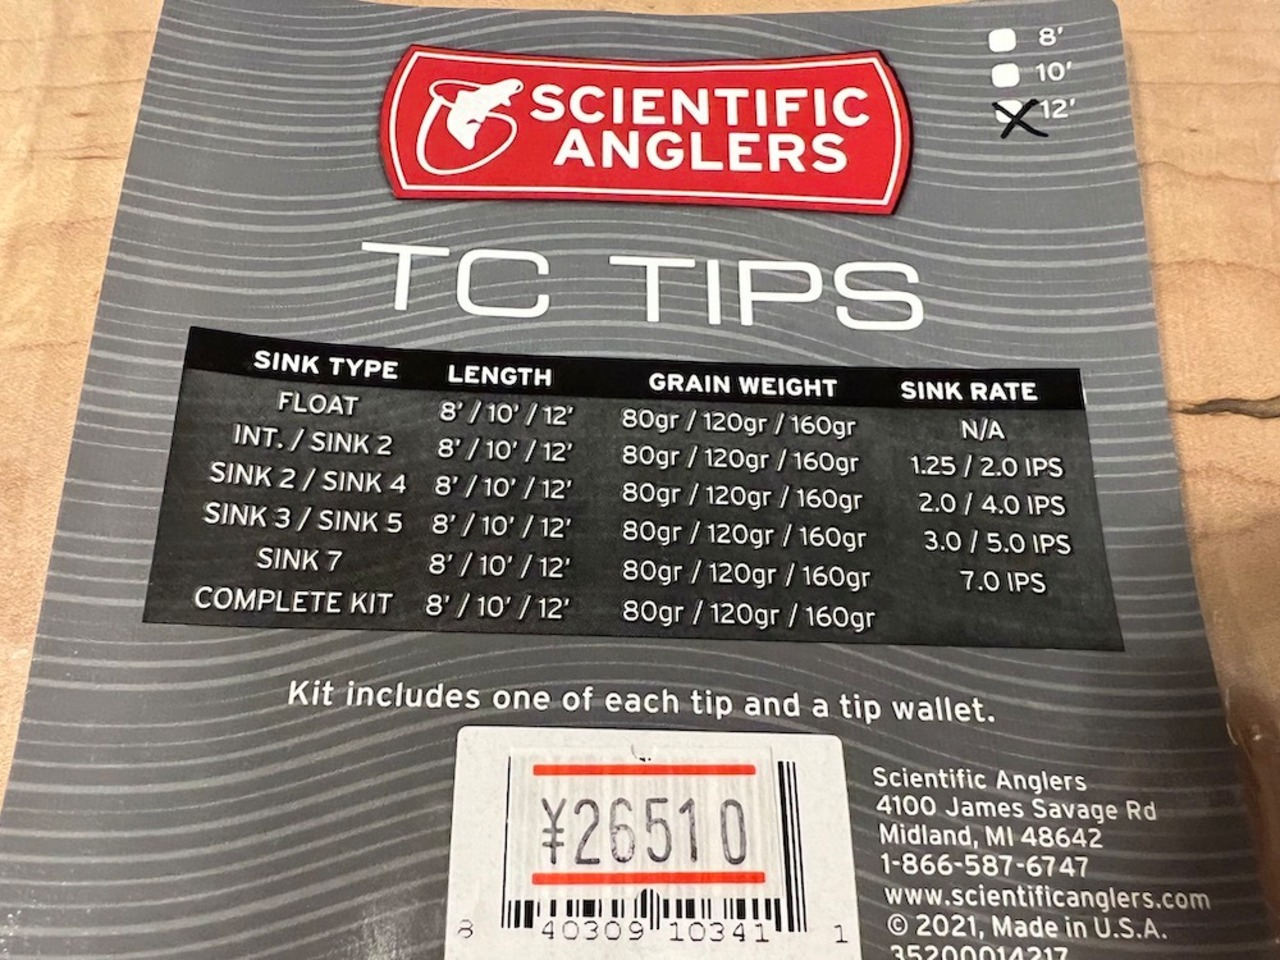 8'
10'
12'
SCIENTIFIC
ANGLERS
TC TIPS
SINK TYPE LENGTH GRAIN WEIGHT SINK RATE
FLOAT 8' / 10' / 12' 80gr / 120gr / 160gr N/A
INT. / SINK 2 8' / 10' / 12' 80gr / 120gr / 160gr 1.25 / 2.0 IPS
SINK 2 / SINK 4 8' / 10' / 12' 80gr / 120gr / 160gr 2.0 / 4.0 IPS
SINK 3 / SINK 5 8' / 10' / 12' 80gr / 120gr / 160gr 3.0 / 5.0 IPS
SINK 7 8' / 10' / 12' 80gr / 120gr / 160gr 7.0 IPS
COMPLETE KIT 8' / 10' / 12' 80gr / 120gr / 160gr
Kit includes one of each tip and a tip wallet.
¥26510
8 40309 10341 1
Scientific Anglers
4100 James Savage Rd
Midland, MI 48642
1-866-587-6747
www.scientificanglers.com
© 2021, Made in U.S.A.
35200014217